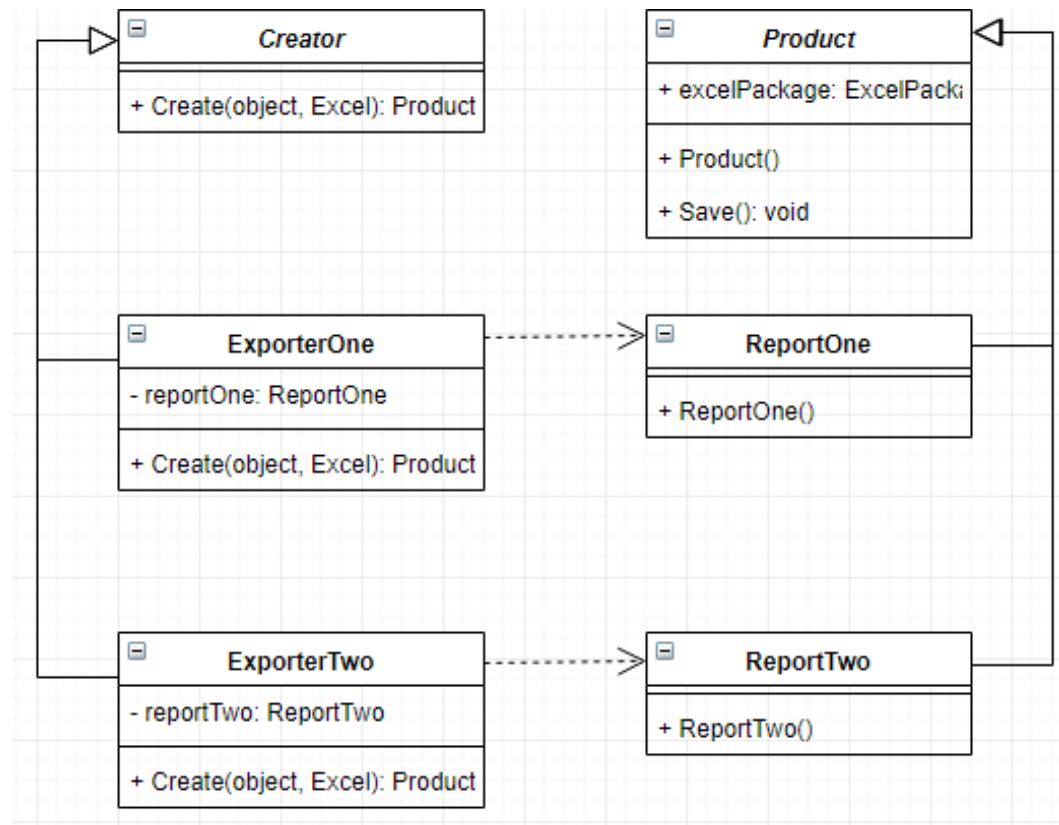 Creator
+ Create(object, Excel): Product
Product
+ excelPackage: ExcelPacka
+ Product()
+ Save(): void
ExporterOne
- reportOne: ReportOne
+ Create(object, Excel): Product
ReportOne
+ ReportOne()
ExporterTwo
- reportTwo: ReportTwo
+ Create(object, Excel): Product
ReportTwo
+ ReportTwo()